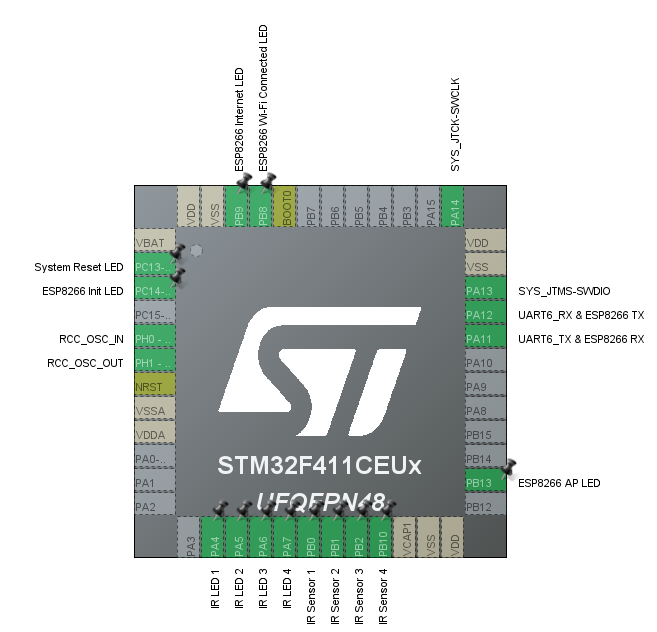 ESP8266 Internet LED
ESP8266 Wi-Fi Connected LED
SYS_JTCK-SWCLK
VDD
VSS
PB9
PB8
BOOT0
PB7
PB6
PB5
PB4
PB3
PA15
PA14
VBAT
System Reset LED PC13-..
ESP8266 Init LED PC14-..
PC15-..
RCC_OSC_IN PH0 -..
RCC_OSC_OUT PH1 -..
NRST
VSSA
VDDA
PA0-..
PA1
PA2
VDD
VSS
PA13 SYS_JTMS-SWDIO
PA12 UART6_RX & ESP8266 TX
PA11 UART6_TX & ESP8266 RX
PA10
PA9
PA8
PB15
PB14
PB13 ESP8266 AP LED
PB12
ST
STM32F411CEUx
UFQFPN48
PA3
PA4
PA5
PA6
PA7
PB0
PB1
PB2
PB10
VCAP1
VSS
VDD
IR LED 1
IR LED 2
IR LED 3
IR LED 4
IR Sensor 1
IR Sensor 2
IR Sensor 3
IR Sensor 4